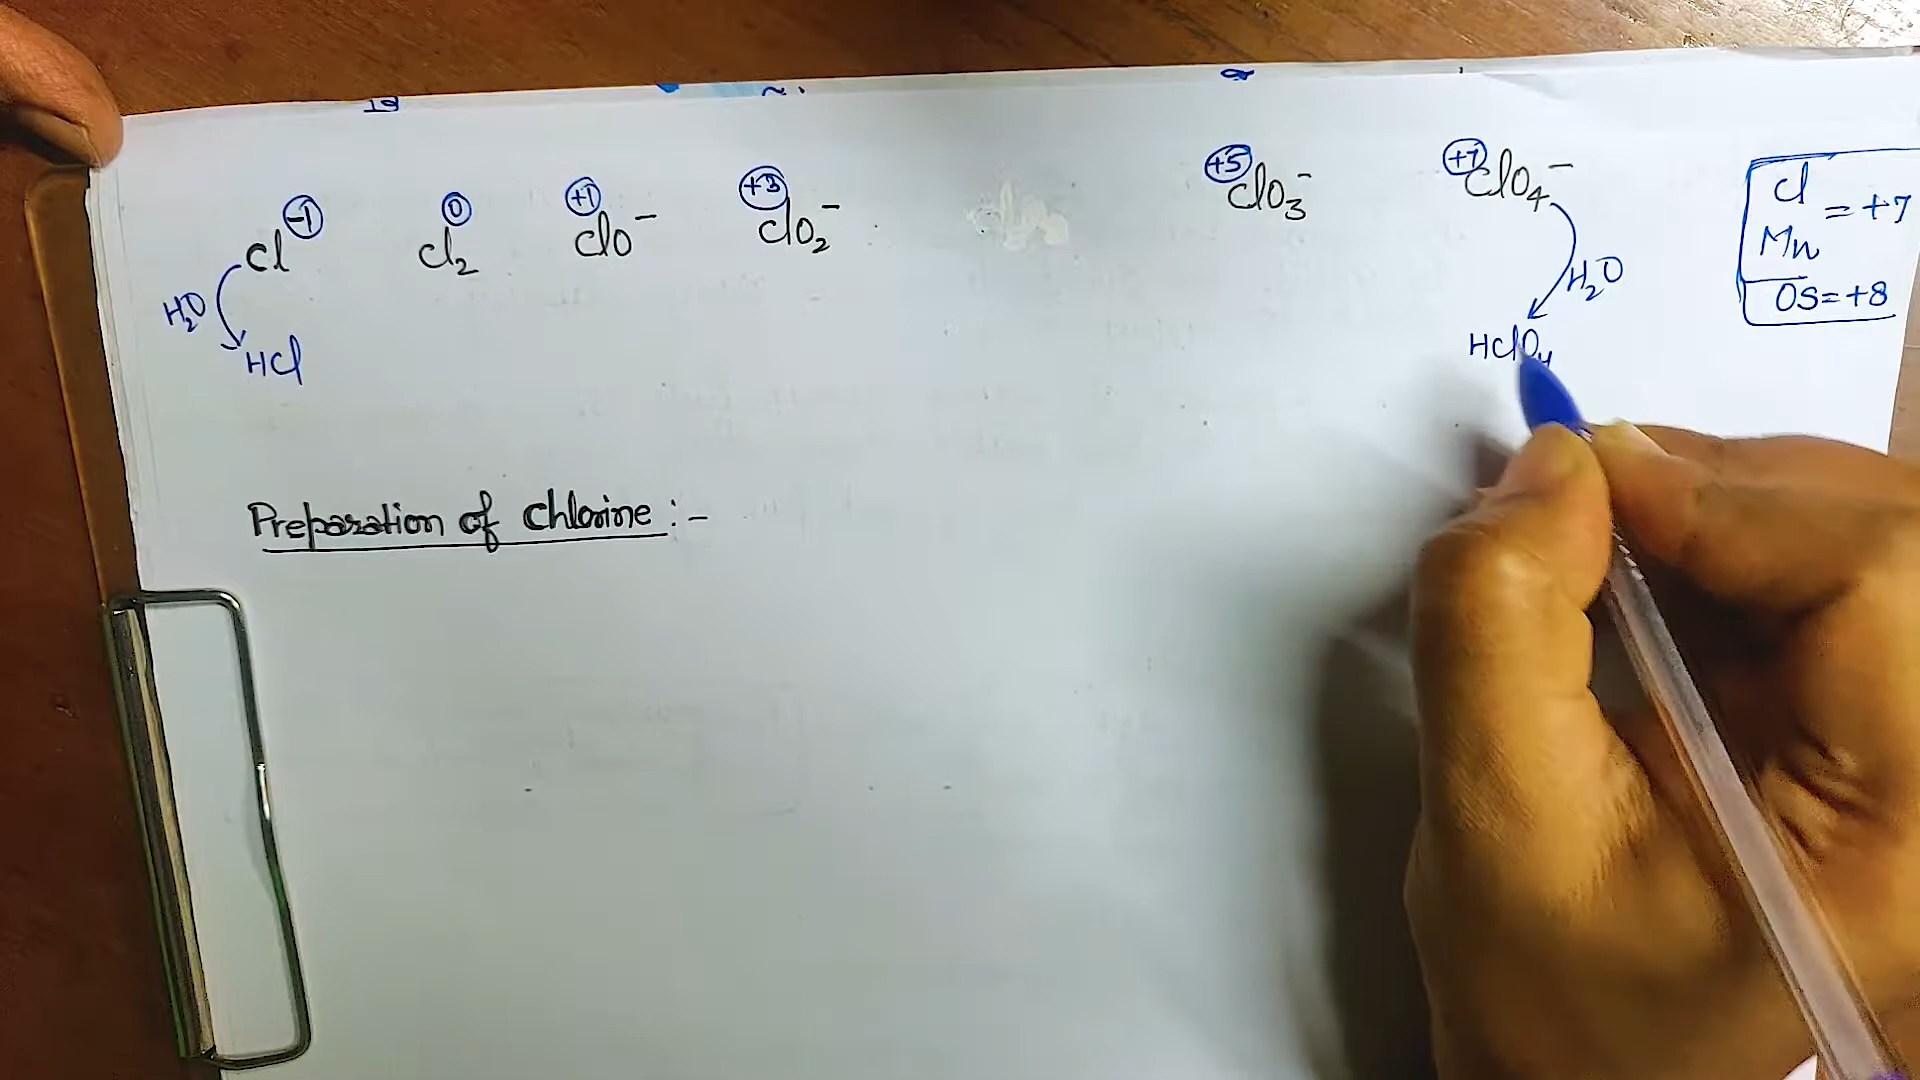 -1 0 +1 +3 +5 +7
Cl Cl₂ ClO⁻ ClO₂⁻ ClO₃⁻ ClO₄⁻
H₂O H₂O
HCl HClO₄
Cl
Mn = +7
OS = +8
Preparation of chlorine :-